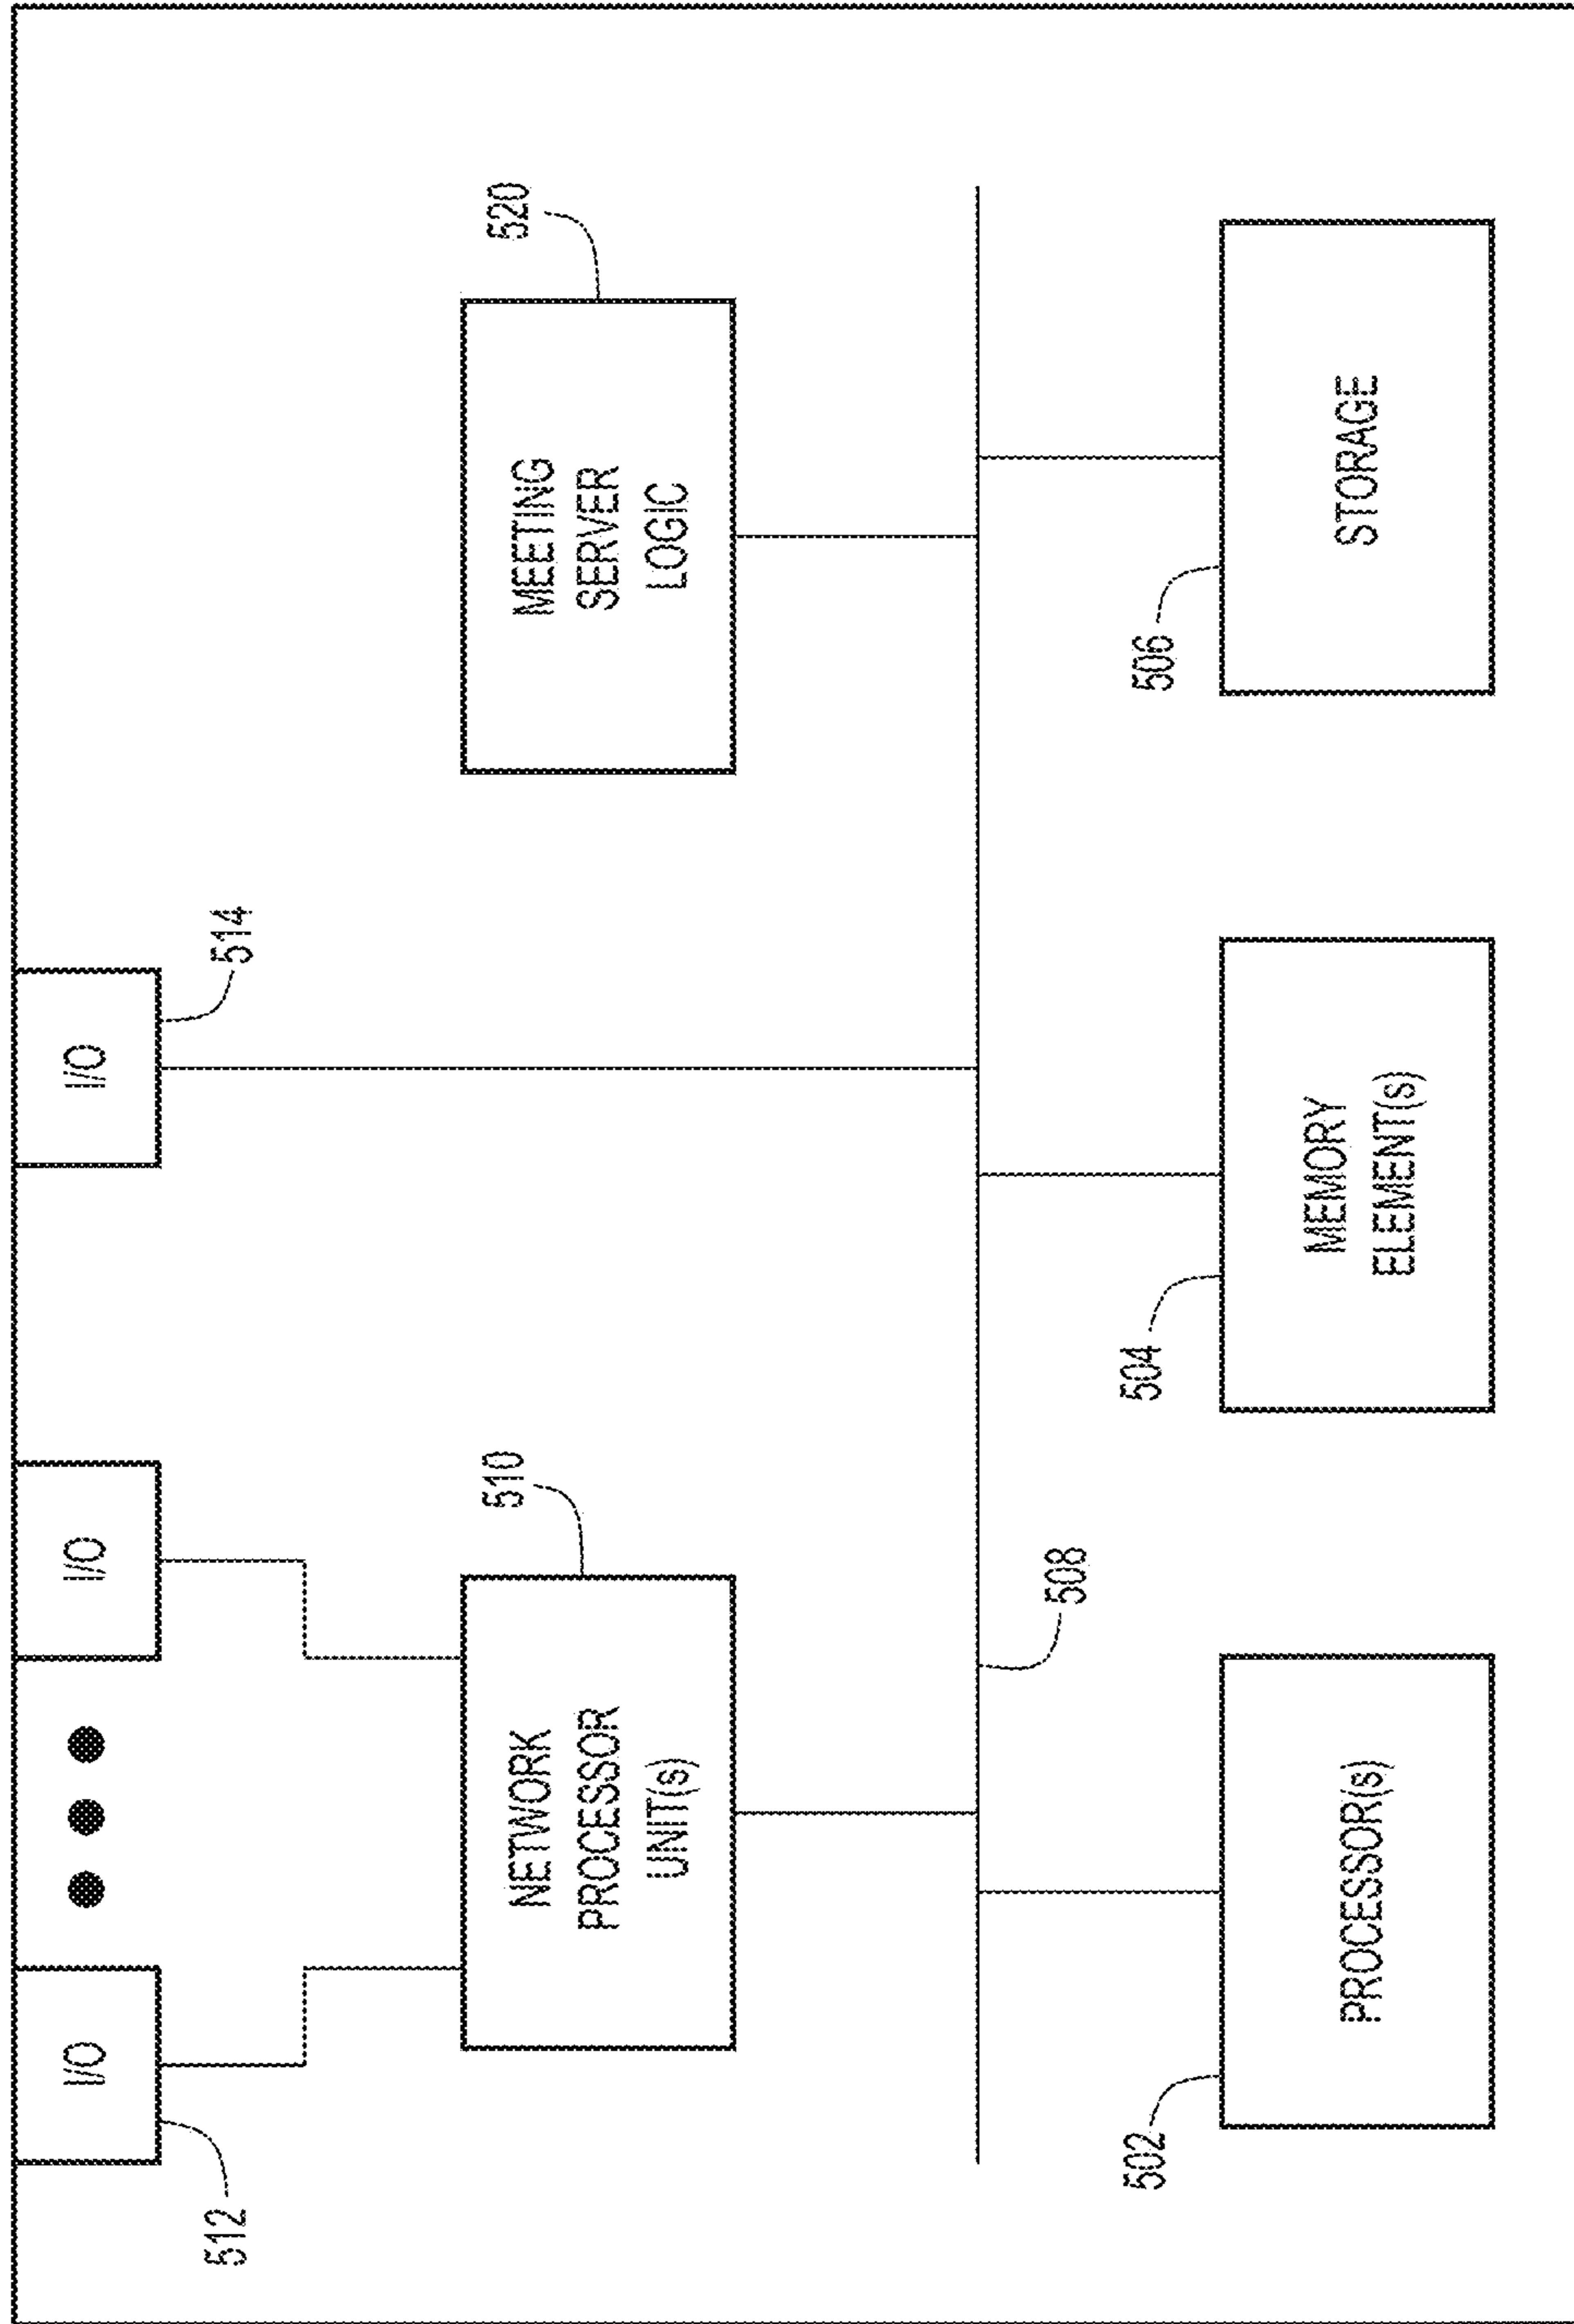 I/O
I/O
I/O
512
514
510
520
NETWORK
PROCESSOR
UNIT(s)
MEETING
SERVER
LOGIC
508
502
504
506
PROCESSOR(s)
MEMORY
ELEMENT(s)
STORAGE